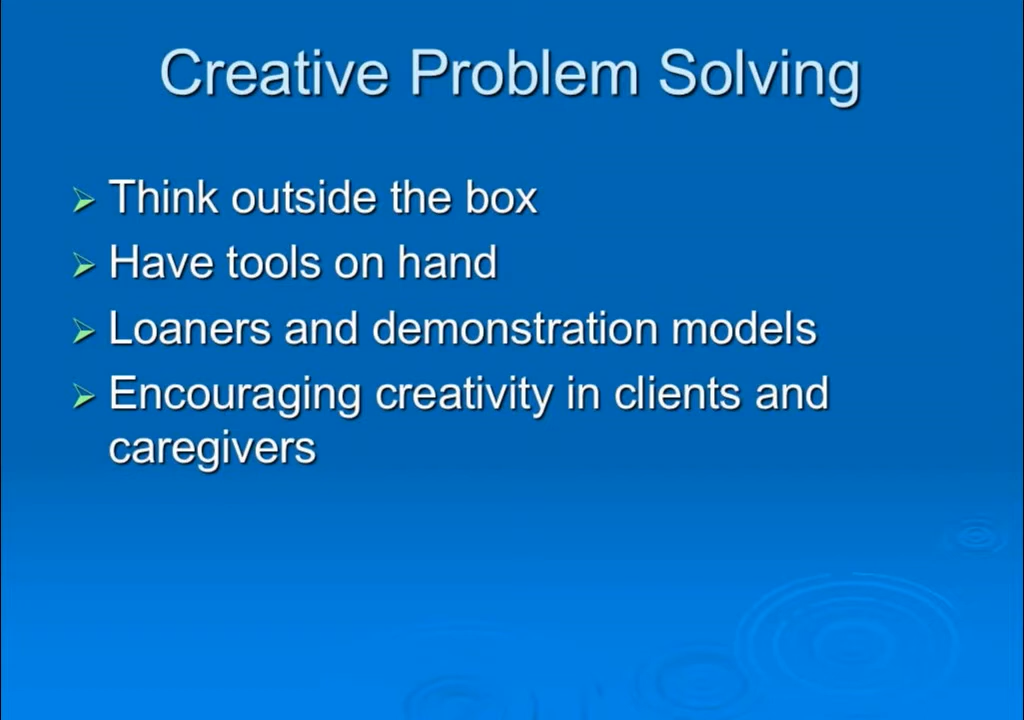 Creative Problem Solving
Think outside the box
Have tools on hand
Loaners and demonstration models
Encouraging creativity in clients and
caregivers